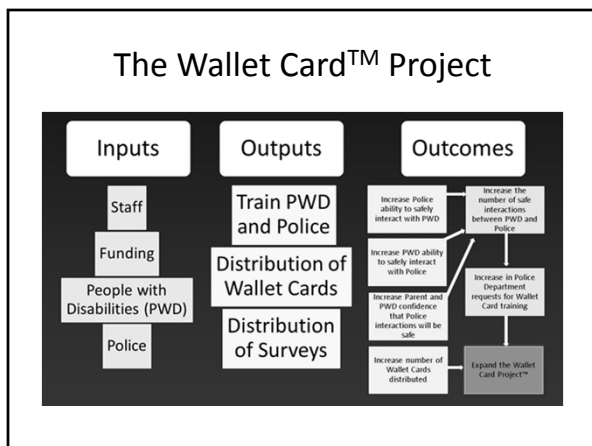 The Wallet Card™ Project
Inputs
Staff
Funding
People with
Disabilities (PWD)
Police
Outputs
Train PWD
and Police
Distribution of
Wallet Cards
Distribution
of Surveys
Outcomes
Increase Police
ability to safely
interact with PWD
Increase PWD ability
to safely interact
with Police
Increase Parent and
PWD confidence
that Police
interactions will be
safe
Increase number of
Wallet Cards
distributed
Increase the
number of safe
interactions
between PWD and
Police
Increase in Police
Department
requests for Wallet
Card training
Expand the Wallet
Card Project™